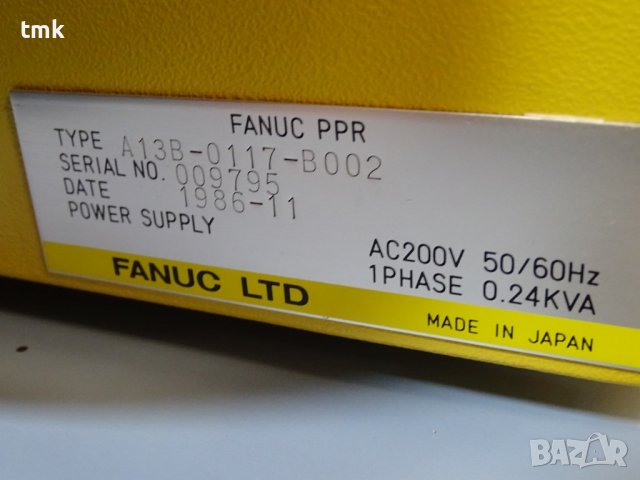 tmk
FANUC PPR
TYPE A13B-0117-B002
SERIAL NO. 009795
DATE 1986-11
POWER SUPPLY
AC200V 50/60Hz
1PHASE 0.24KVA
FANUC LTD
MADE IN JAPAN
BAZAR